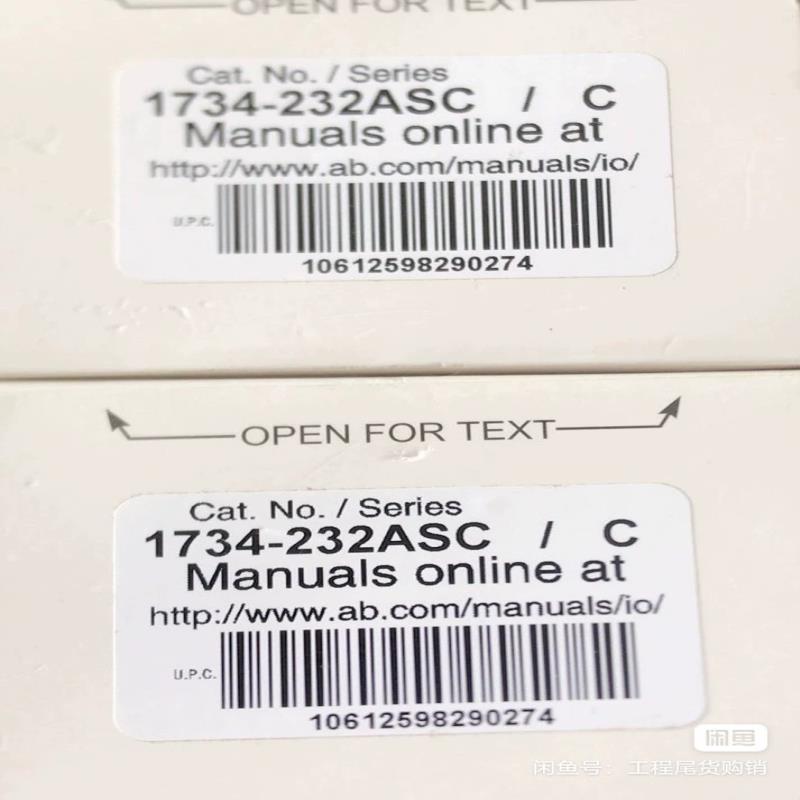 OPEN FOR TEXT
Cat. No. / Series
1734-232ASC / C
Manuals online at
http://www.ab.com/manuals/io/
U.P.C.
10612598290274
OPEN FOR TEXT
Cat. No. / Series
1734-232ASC / C
Manuals online at
http://www.ab.com/manuals/io/
U.P.C.
10612598290274
闲鱼
闲鱼号：工程尾货购销